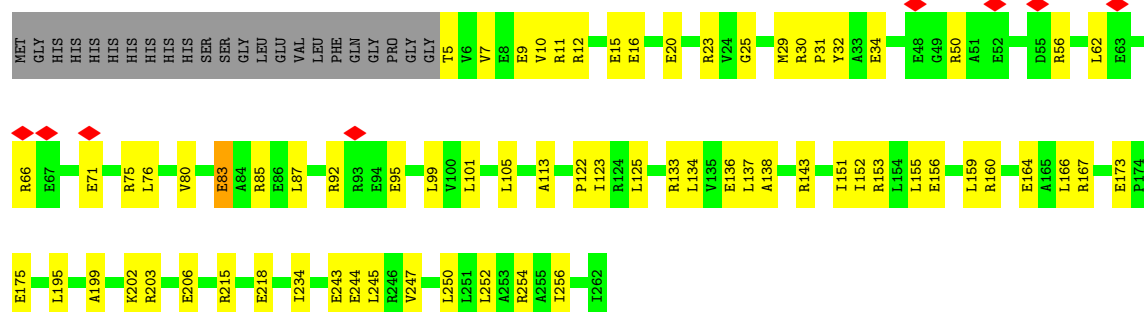 MET GLY HIS HIS HIS HIS HIS HIS HIS HIS SER SER GLY LEU GLU VAL LEU PHE GLN GLY PRO GLY GLY T5 V6 V7 E8 E9 V10 R11 R12 E15 E16 E20 R23 V24 G25 M29 R30 P31 Y32 A33 E34 E48 G49 R50 A51 E52 D55 R56 L62 E63
R66 E67 E71 R75 L76 V80 E83 A84 R85 E86 L87 R92 R93 E94 E95 L99 V100 L101 L105 A113 P122 I123 R124 L125 R133 L134 V135 E136 L137 A138 R143 I151 I152 R153 L154 L155 E156 L159 R160 E164 A165 L166 R167 E173 P174
E175 L195 A199 K202 R203 E206 R215 E218 I234 E243 E244 L245 R246 V247 L250 L251 L252 A253 R254 A255 I256 I262